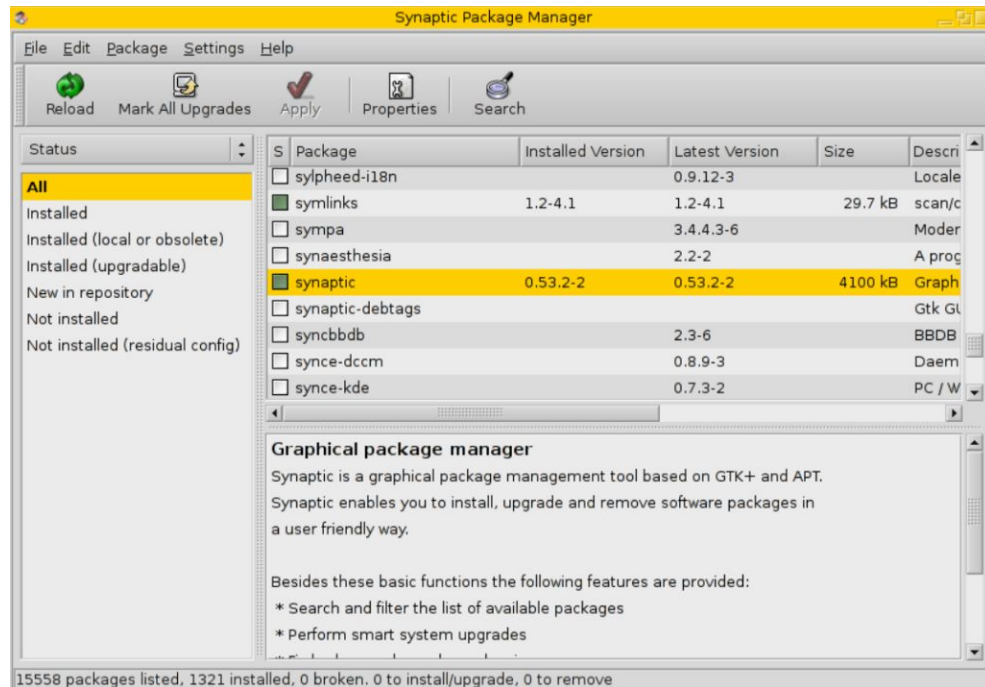 Synaptic Package Manager
File Edit Package Settings Help
Reload Mark All Upgrades Apply Properties Search
Status
All
Installed
Installed (local or obsolete)
Installed (upgradable)
New in repository
Not installed
Not installed (residual config)
S Package Installed Version Latest Version Size Descri
sylpheed-i18n 0.9.12-3 Locale
symlinks 1.2-4.1 1.2-4.1 29.7 kB scan/c
sympa 3.4.4.3-6 Moder
synaesthesia 2.2-2 A prog
synaptic 0.53.2-2 0.53.2-2 4100 kB Graph
synaptic-debtags Gtk GU
syncbbdb 2.3-6 BBDB
synce-dccm 0.8.9-3 Daem
synce-kde 0.7.3-2 PC / W
Graphical package manager
Synaptic is a graphical package management tool based on GTK+ and APT.
Synaptic enables you to install, upgrade and remove software packages in
a user friendly way.
Besides these basic functions the following features are provided:
* Search and filter the list of available packages
* Perform smart system upgrades
15558 packages listed, 1321 installed, 0 broken. 0 to install/upgrade, 0 to remove